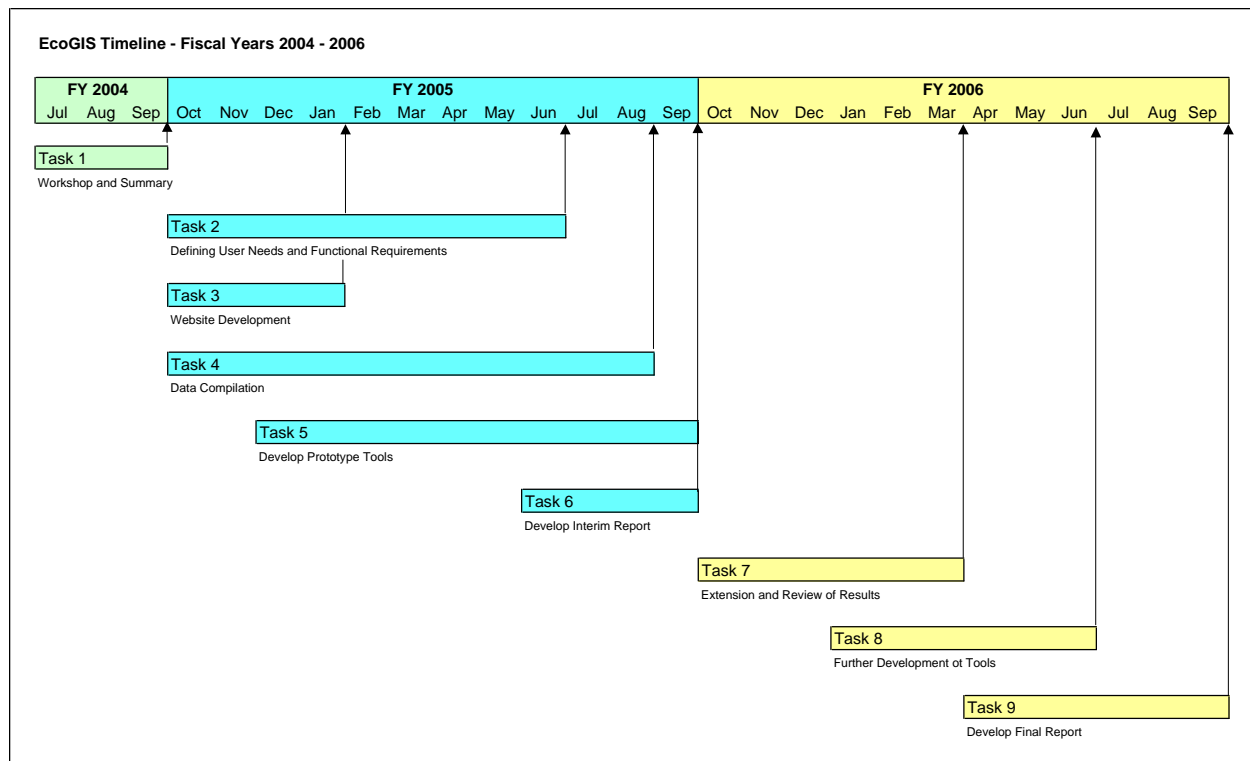 EcoGIS Timeline - Fiscal Years 2004 - 2006
FY 2004 FY 2005 FY 2006
Jul Aug Sep Oct Nov Dec Jan Feb Mar Apr May Jun Jul Aug Sep Oct Nov Dec Jan Feb Mar Apr May Jun Jul Aug Sep
Task 1
Workshop and Summary
Task 2
Defining User Needs and Functional Requirements
Task 3
Website Development
Task 4
Data Compilation
Task 5
Develop Prototype Tools
Task 6
Develop Interim Report
Task 7
Extension and Review of Results
Task 8
Further Development ot Tools
Task 9
Develop Final Report